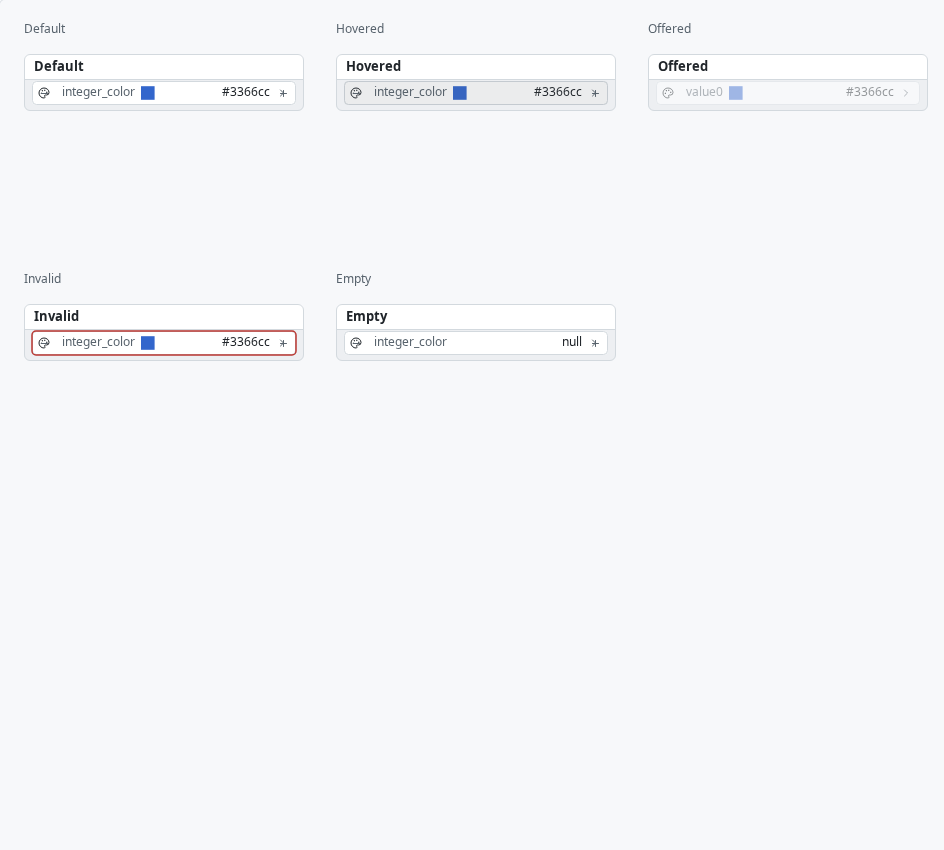 Default
Hovered
Offered
Default
integer_color #3366cc
Hovered
integer_color #3366cc
Offered
value0 #3366cc
Invalid
Empty
Invalid
integer_color #3366cc
Empty
integer_color null